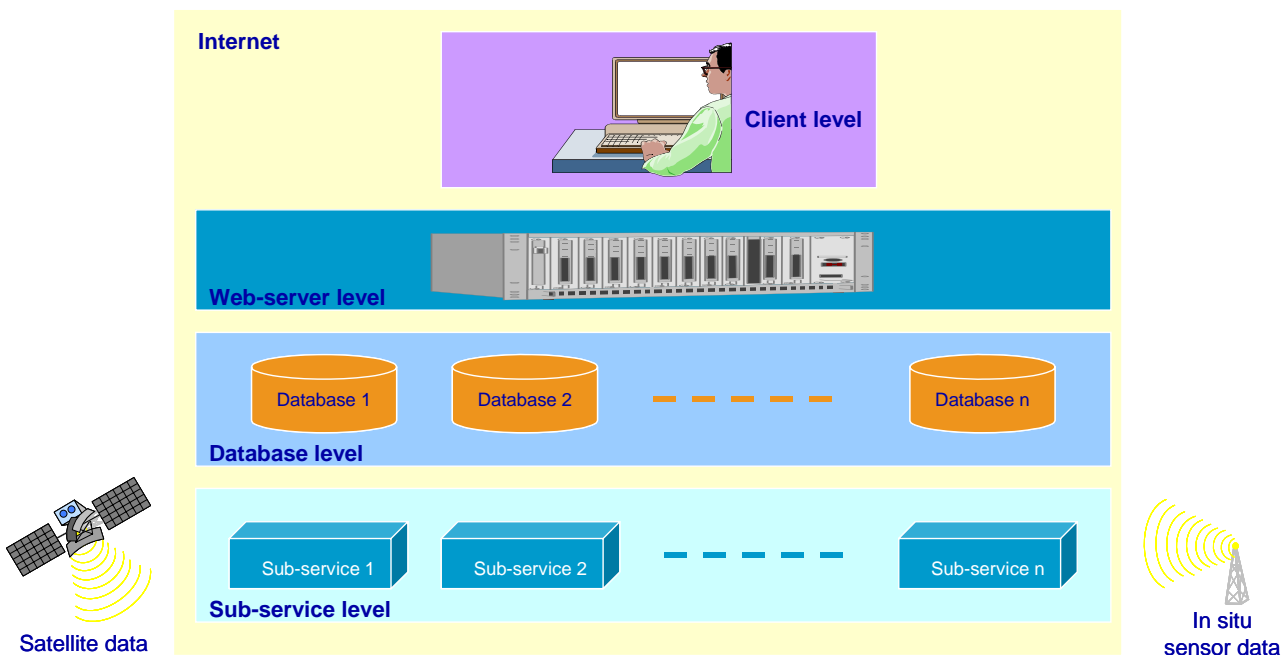 Internet
Client level
Web-server level
Database 1
Database 2
Database n
Database level
Sub-service 1
Sub-service 2
Sub-service n
Sub-service level
Satellite data
In situ
sensor data